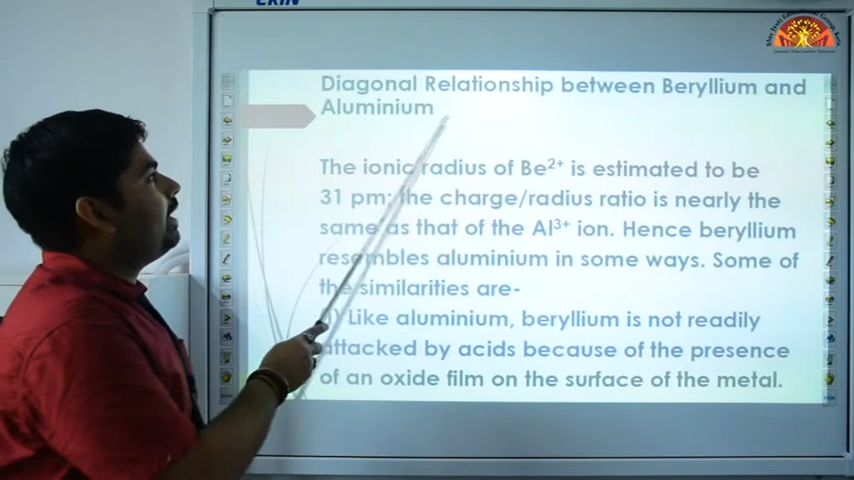 Diagonal Relationship between Beryllium and
Aluminium
The ionic radius of Be²⁺ is estimated to be
31 pm; the charge/radius ratio is nearly the
same as that of the Al³⁺ ion. Hence beryllium
resembles aluminium in some ways. Some of
the similarities are-
Like aluminium, beryllium is not readily
attacked by acids because of the presence
of an oxide film on the surface of the metal.